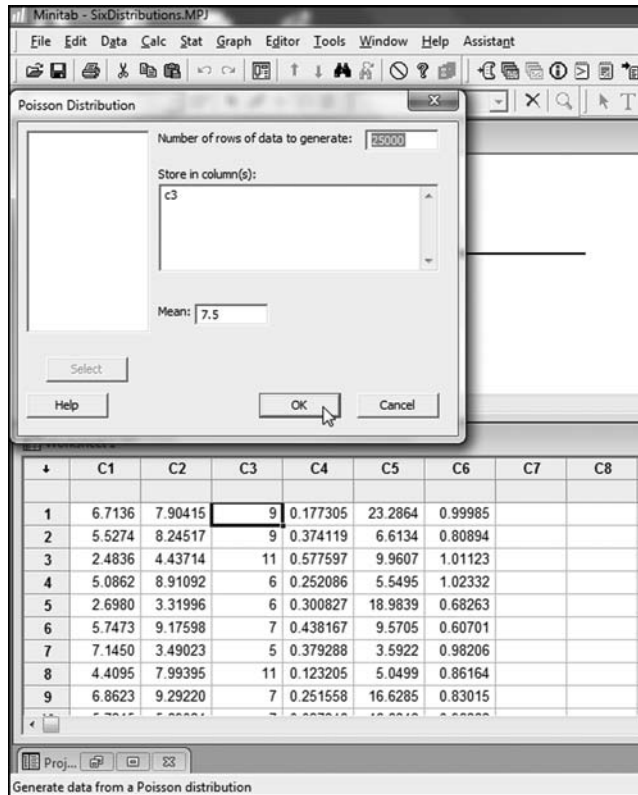 Minitab - SixDistributions.MPJ
File Edit Data Calc Stat Graph Editor Tools Window Help Assistant
Poisson Distribution
Number of rows of data to generate: 25000
Store in column(s):
c3
Mean: 7.5
Select
Help OK Cancel
C1 C2 C3 C4 C5 C6 C7 C8
1 6.7136 7.90415 9 0.177305 23.2864 0.99985
2 5.5274 8.24517 9 0.374119 6.6134 0.80894
3 2.4836 4.43714 11 0.577597 9.9607 1.01123
4 5.0862 8.91092 6 0.252086 5.5495 1.02332
5 2.6980 3.31996 6 0.300827 18.9839 0.68263
6 5.7473 9.17598 7 0.438167 9.5705 0.60701
7 7.1450 3.49023 5 0.379288 3.5922 0.98206
8 4.4095 7.99395 11 0.123205 5.0499 0.86164
9 6.8623 9.29220 7 0.251558 16.6285 0.83015
Proj...
Generate data from a Poisson distribution